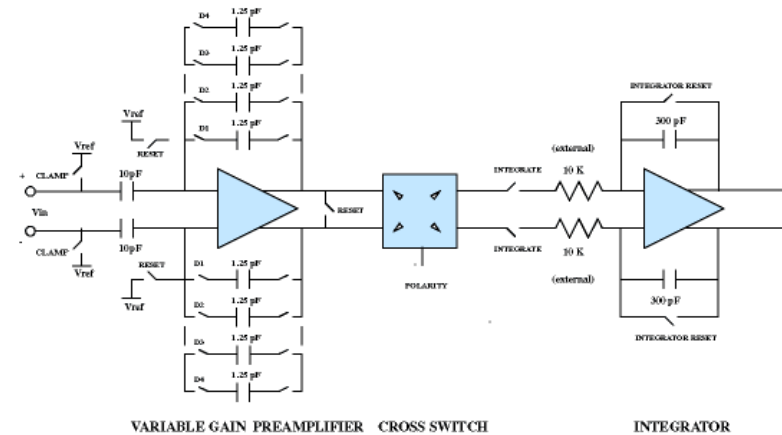 D4
1.25 pF
D3
1.25 pF
D2
1.25 pF
Vref
D1
1.25 pF
RESET
Vref
CLAMP
+
10pF
Vin
-
CLAMP
10pF
Vref
RESET
Vref
D1
1.25 pF
D2
1.25 pF
D3
1.25 pF
D4
1.25 pF
RESET
POLARITY
INTEGRATE
(external)
10 K
INTEGRATE
10 K
(external)
INTEGRATOR RESET
300 pF
300 pF
INTEGRATOR RESET
VARIABLE GAIN PREAMPLIFIER
CROSS SWITCH
INTEGRATOR